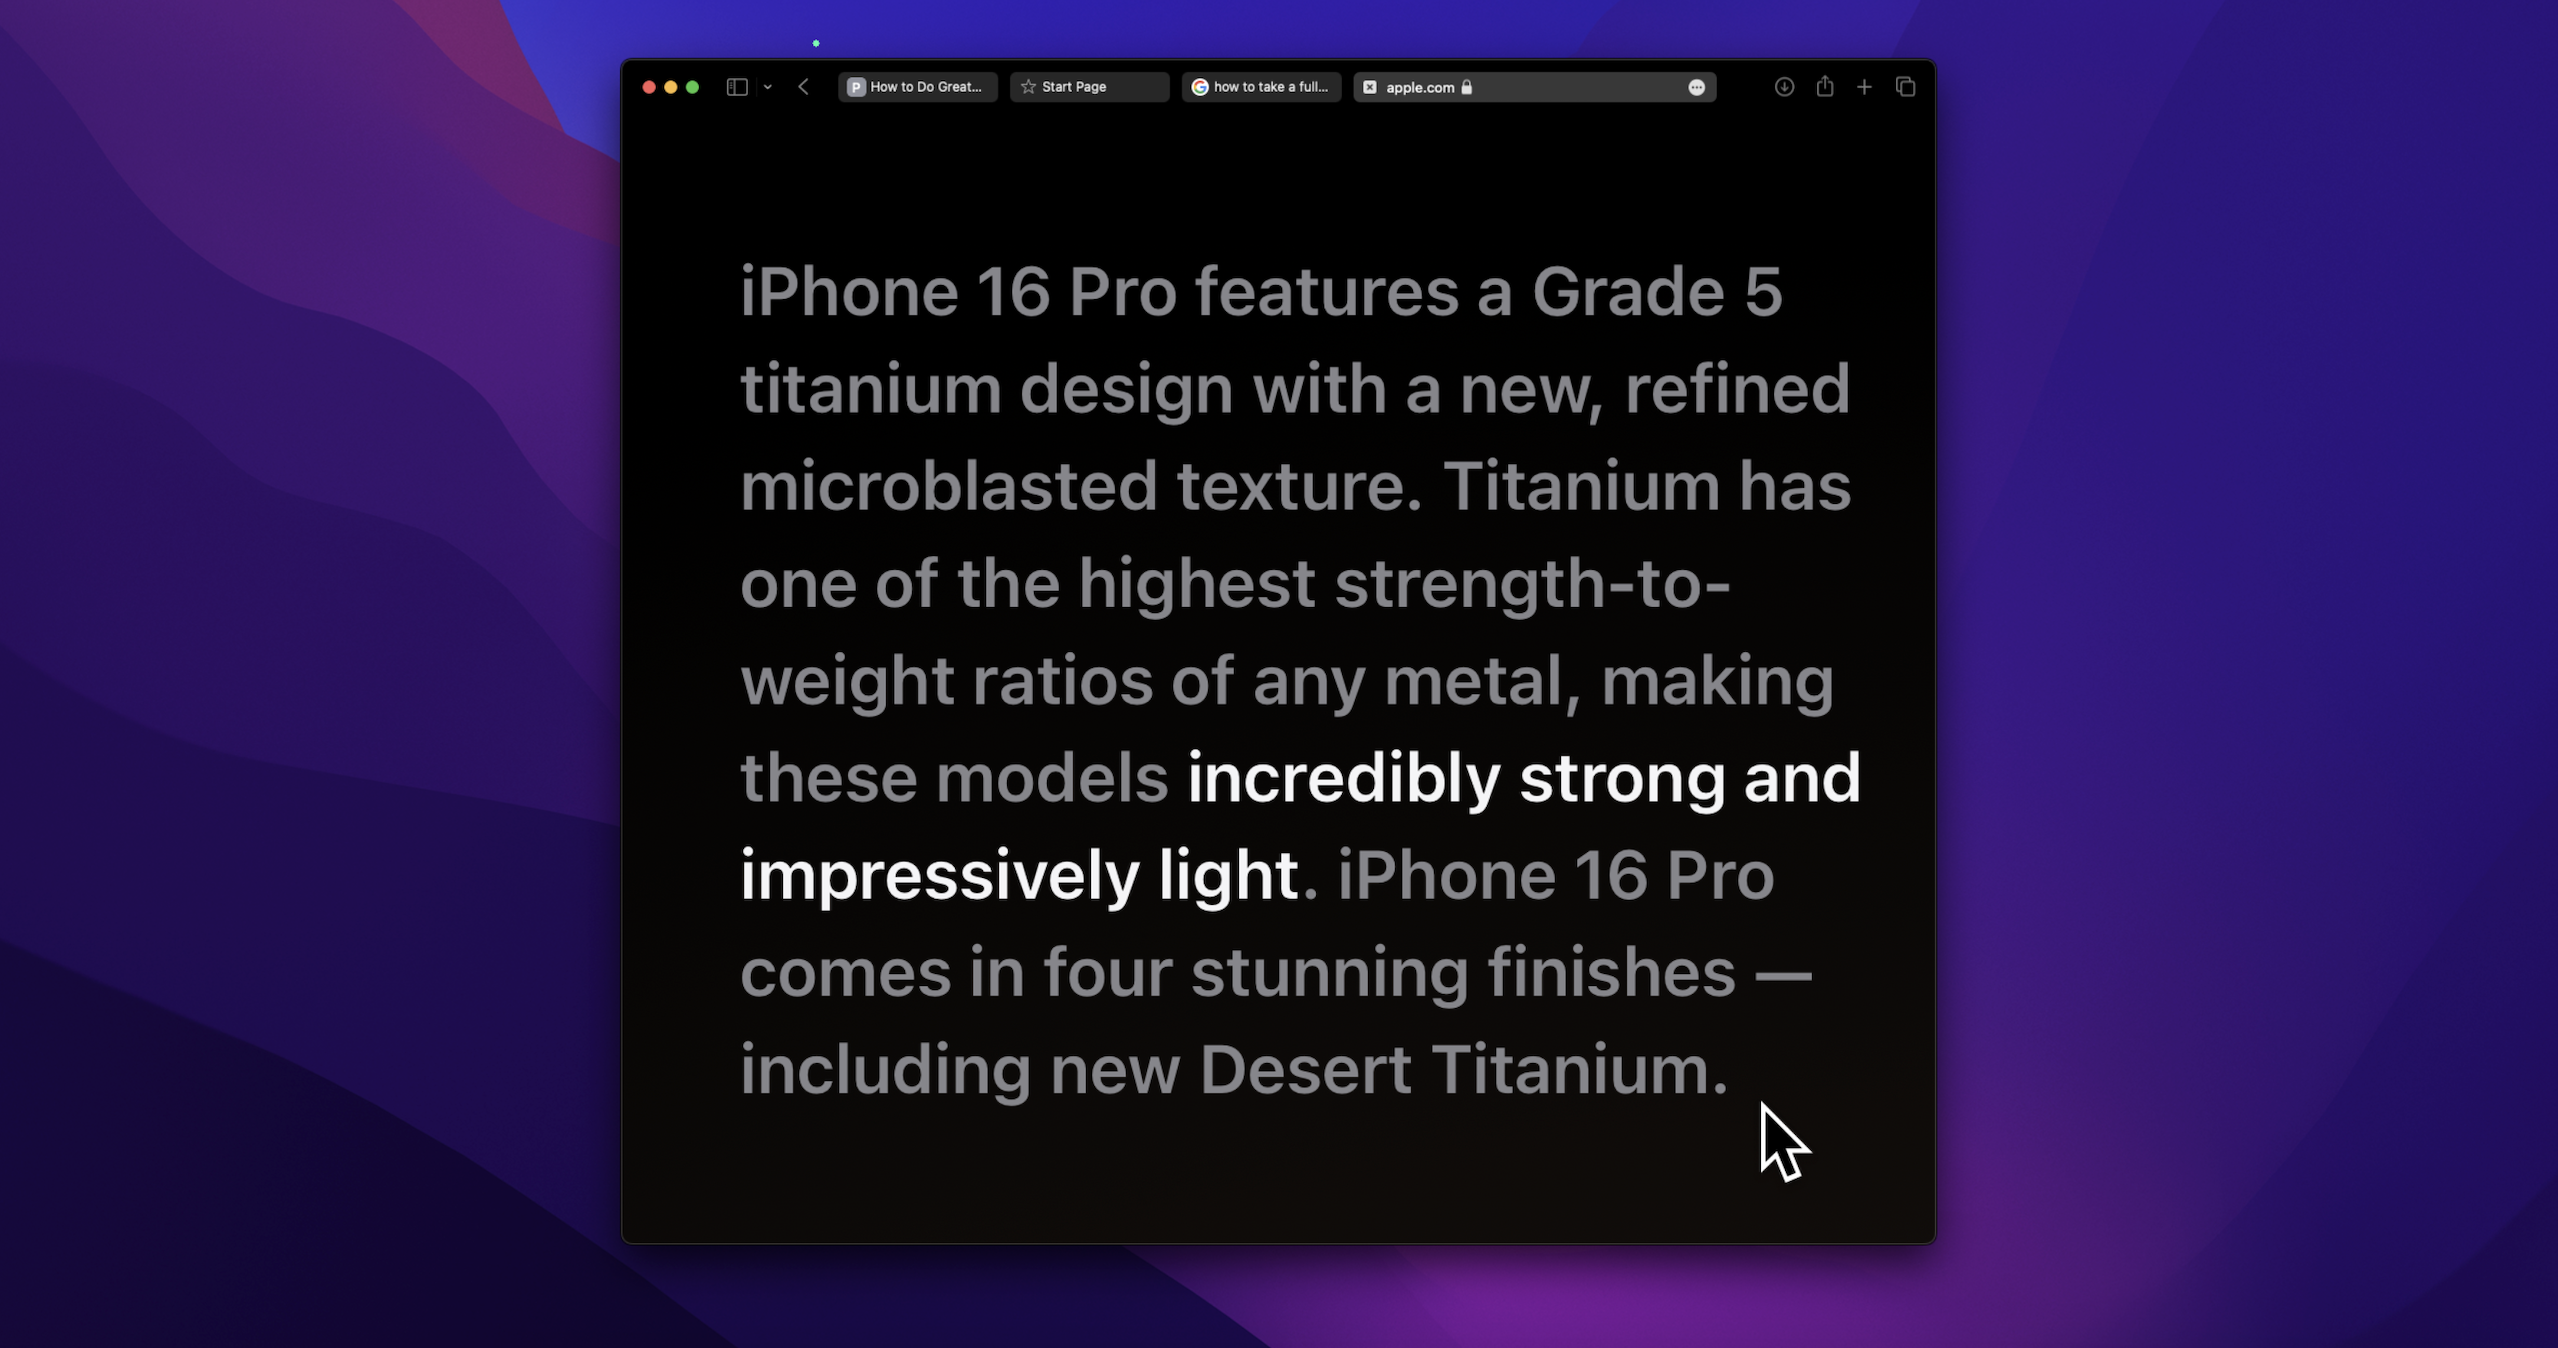 How to Do Great...
Start Page
how to take a full...
apple.com
iPhone 16 Pro features a Grade 5
titanium design with a new, refined
microblasted texture. Titanium has
one of the highest strength-to-
weight ratios of any metal, making
these models incredibly strong and
impressively light. iPhone 16 Pro
comes in four stunning finishes —
including new Desert Titanium.